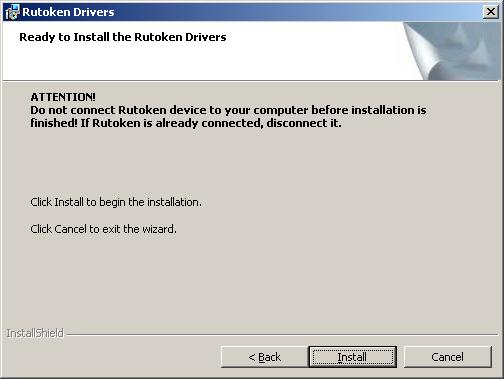 Rutoken Drivers
Ready to Install the Rutoken Drivers
ATTENTION!
Do not connect Rutoken device to your computer before installation is
finished! If Rutoken is already connected, disconnect it.
Click Install to begin the installation.
Click Cancel to exit the wizard.
InstallShield
< Back
Install
Cancel